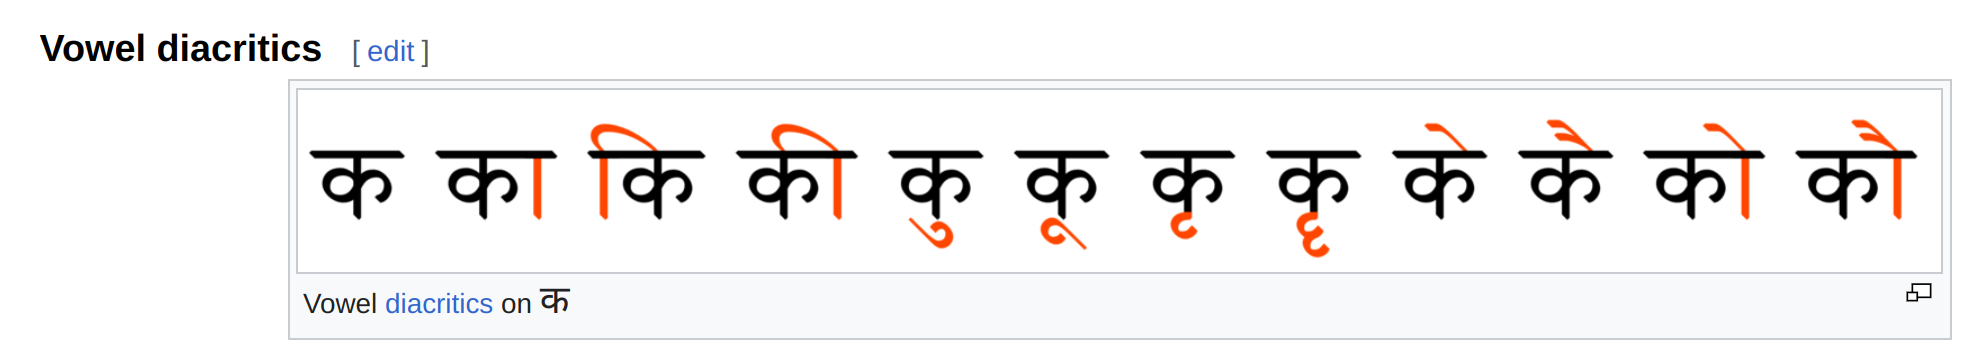 Vowel diacritics [ edit ]
क का कि की कु कू कृ कॄ के कै को कौ
Vowel diacritics on क